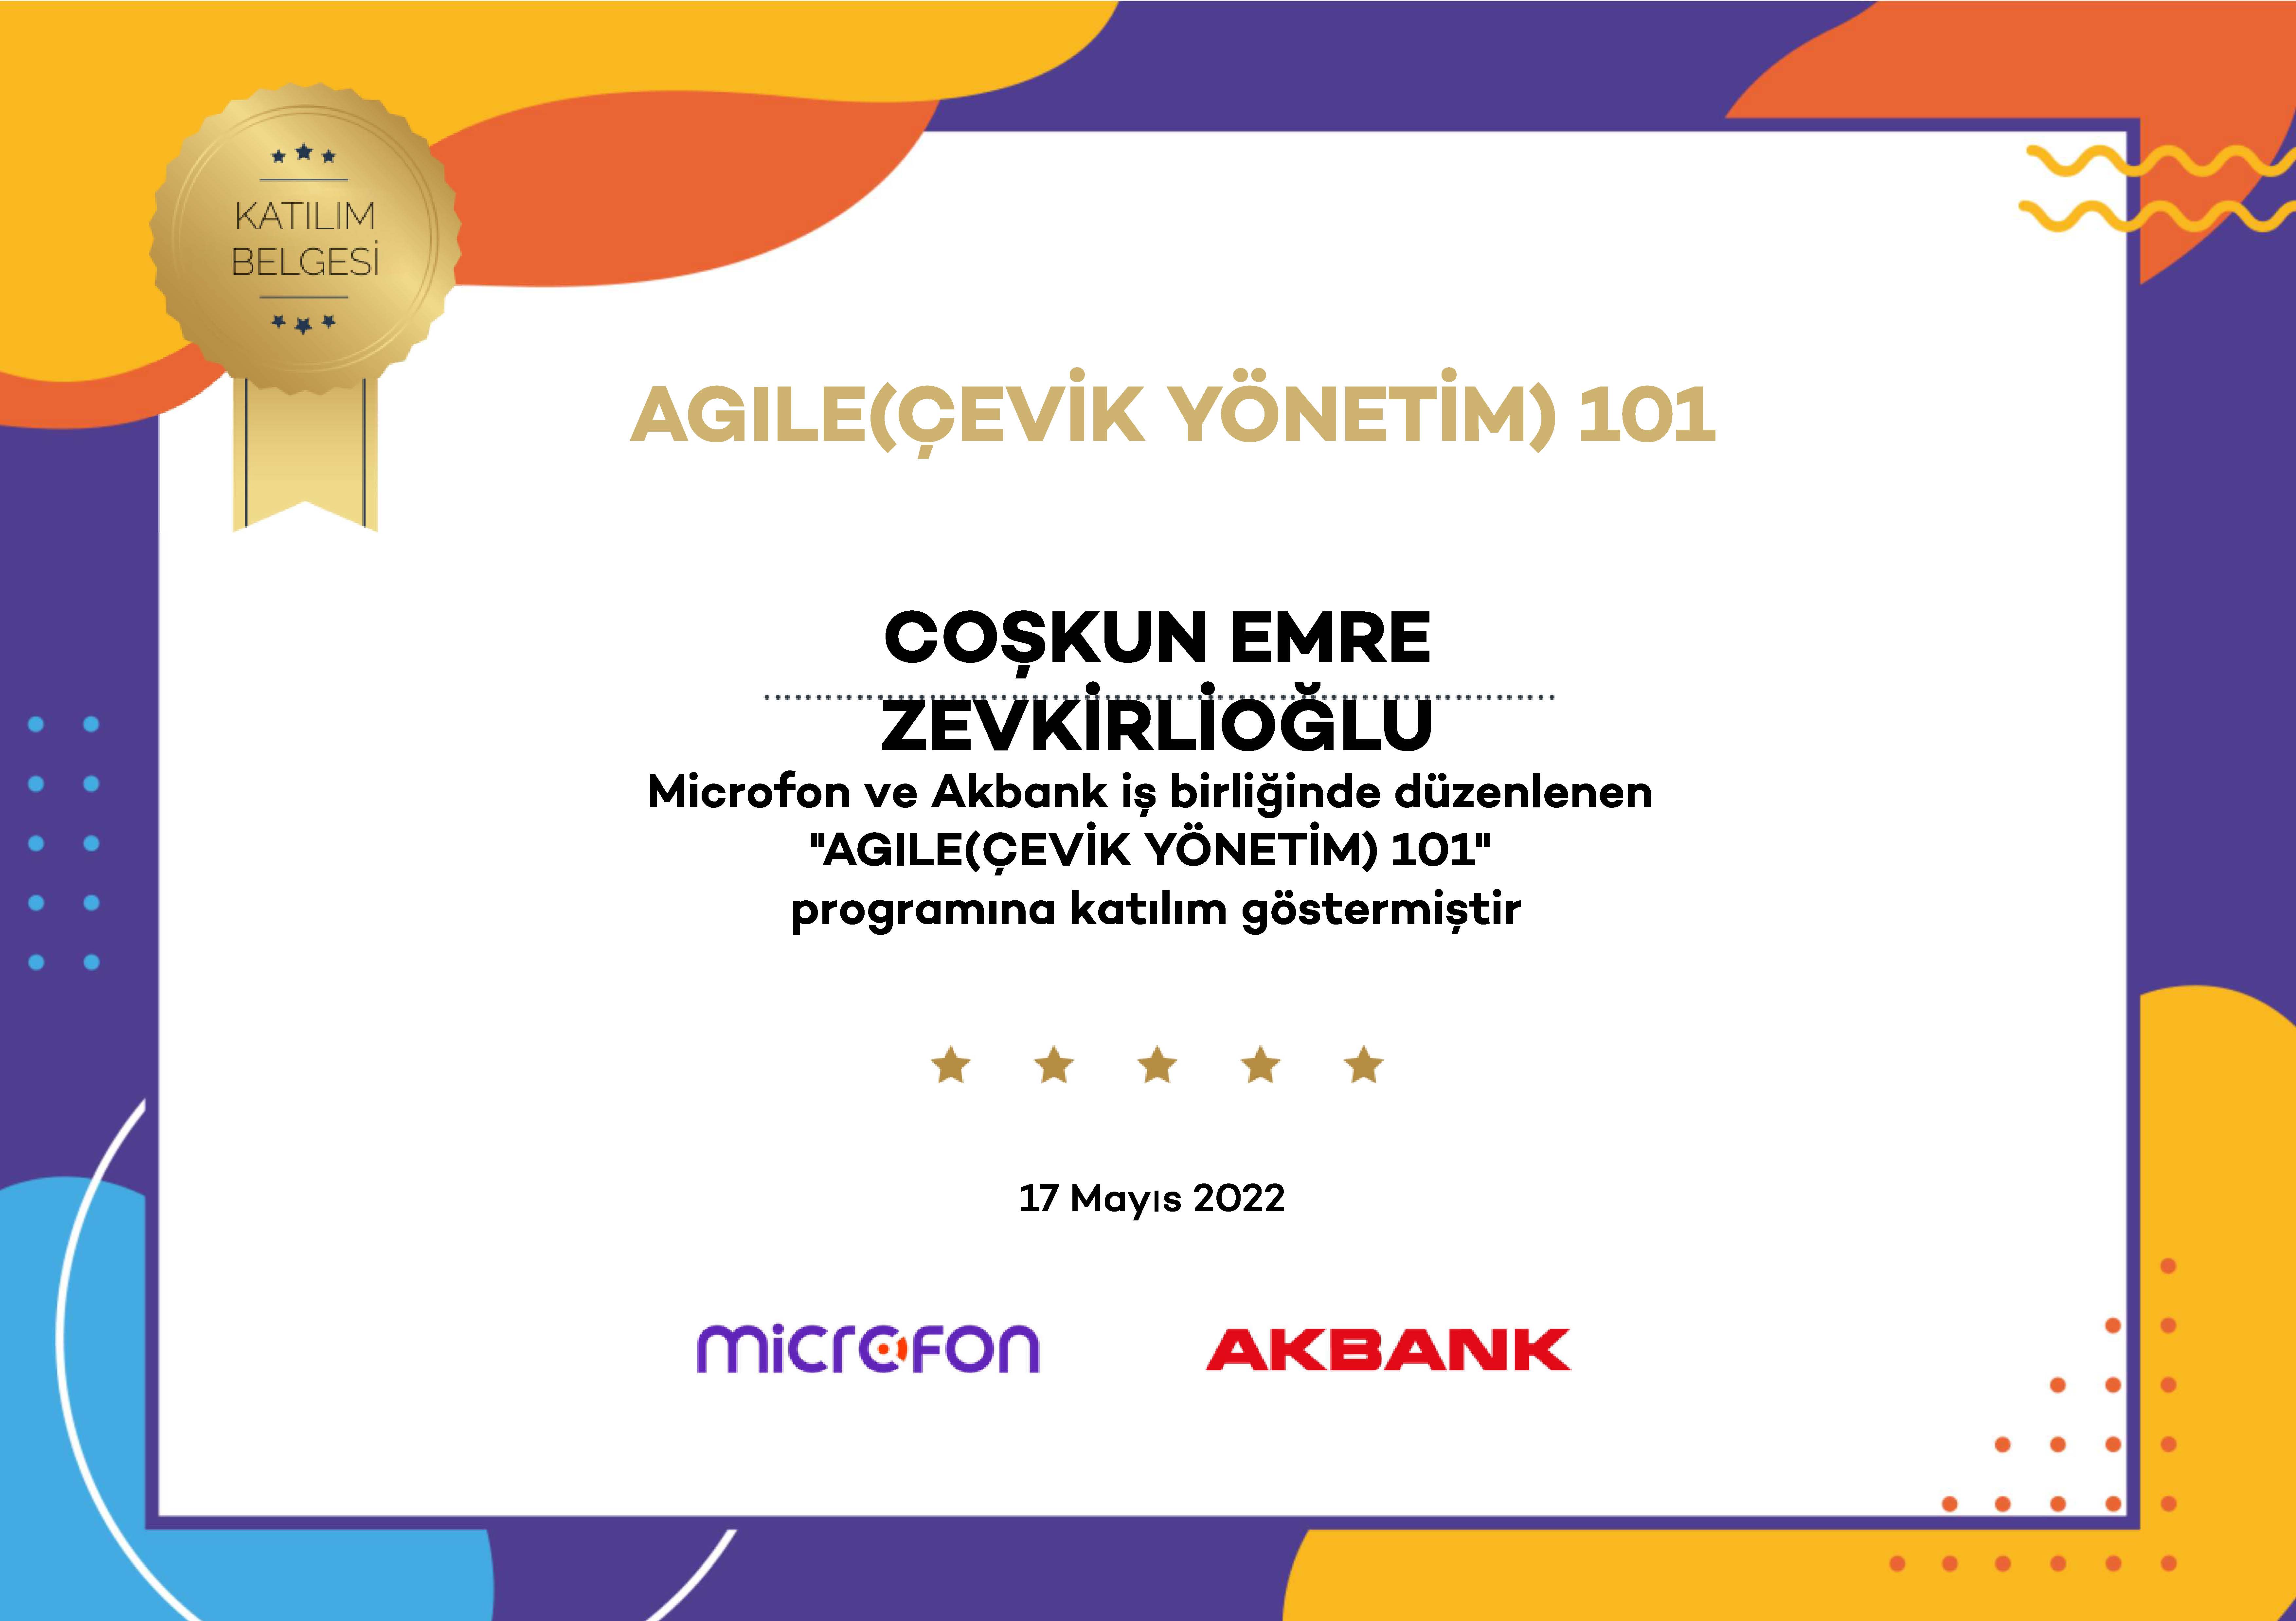 KATILIM
BELGESİ
AGILE(ÇEVİK YÖNETİM) 101
COŞKUN EMRE
ZEVKİRLİOĞLU
Microfon ve Akbank iş birliğinde düzenlenen
"AGILE(ÇEVİK YÖNETİM) 101"
programına katılım göstermiştir
17 Mayıs 2022
microfon AKBANK